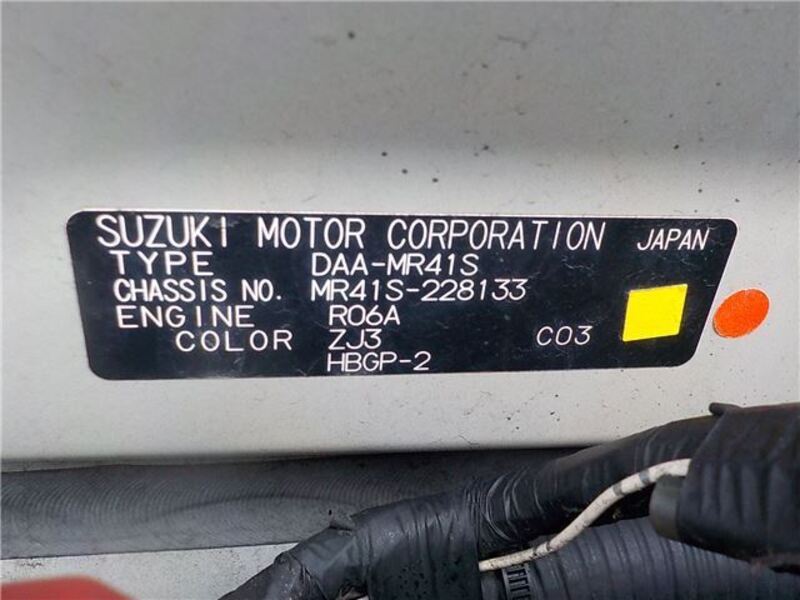 SUZUKI MOTOR CORPORATION JAPAN
TYPE DAA-MR41S
CHASSIS NO. MR41S-228133
ENGINE R06A
COLOR ZJ3 C03
HBGP-2